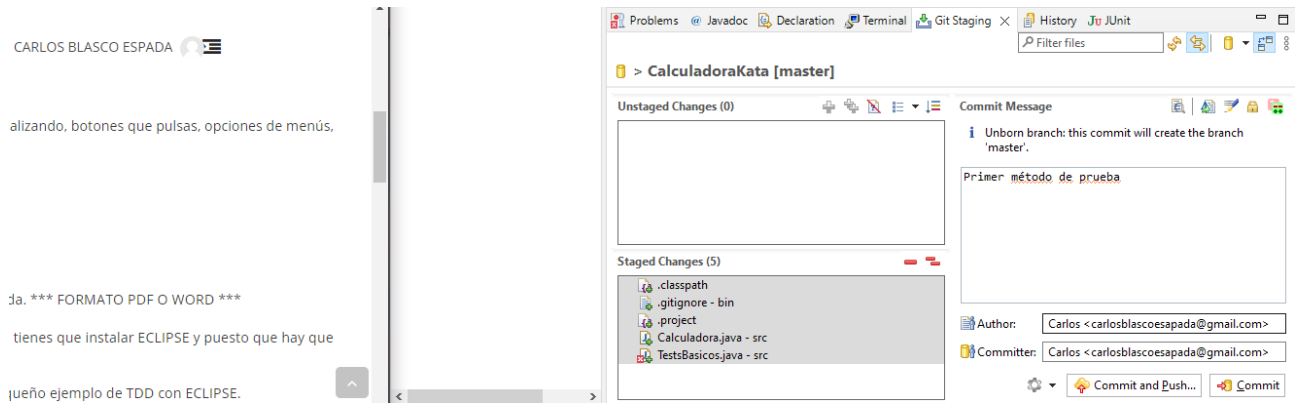 CARLOS BLASCO ESPADA
alizando, botones que pulsas, opciones de menús,
da. *** FORMATO PDF O WORD ***
tienes que instalar ECLIPSE y puesto que hay que
queño ejemplo de TDD con ECLIPSE.
Problems @ Javadoc Declaration Terminal Git Staging History JUnit
Filter files
> CalculadoraKata [master]
Unstaged Changes (0)
Staged Changes (5)
.classpath
.gitignore - bin
.project
Calculadora.java - src
TestsBasicos.java - src
Commit Message
Unborn branch: this commit will create the branch
'master'.
Primer método de prueba
Author: Carlos <carlosblascoesapada@gmail.com>
Committer: Carlos <carlosblascoesapada@gmail.com>
Commit and Push... Commit